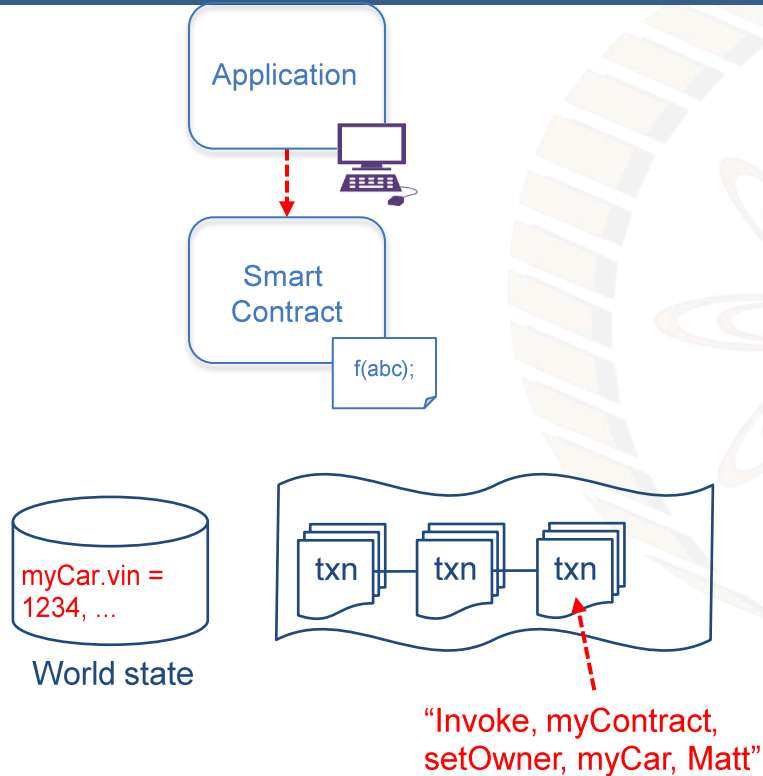 Application
Smart
Contract
f(abc);
myCar.vin =
1234, ...
txn
txn
txn
World state
“Invoke, myContract,
setOwner, myCar, Matt”